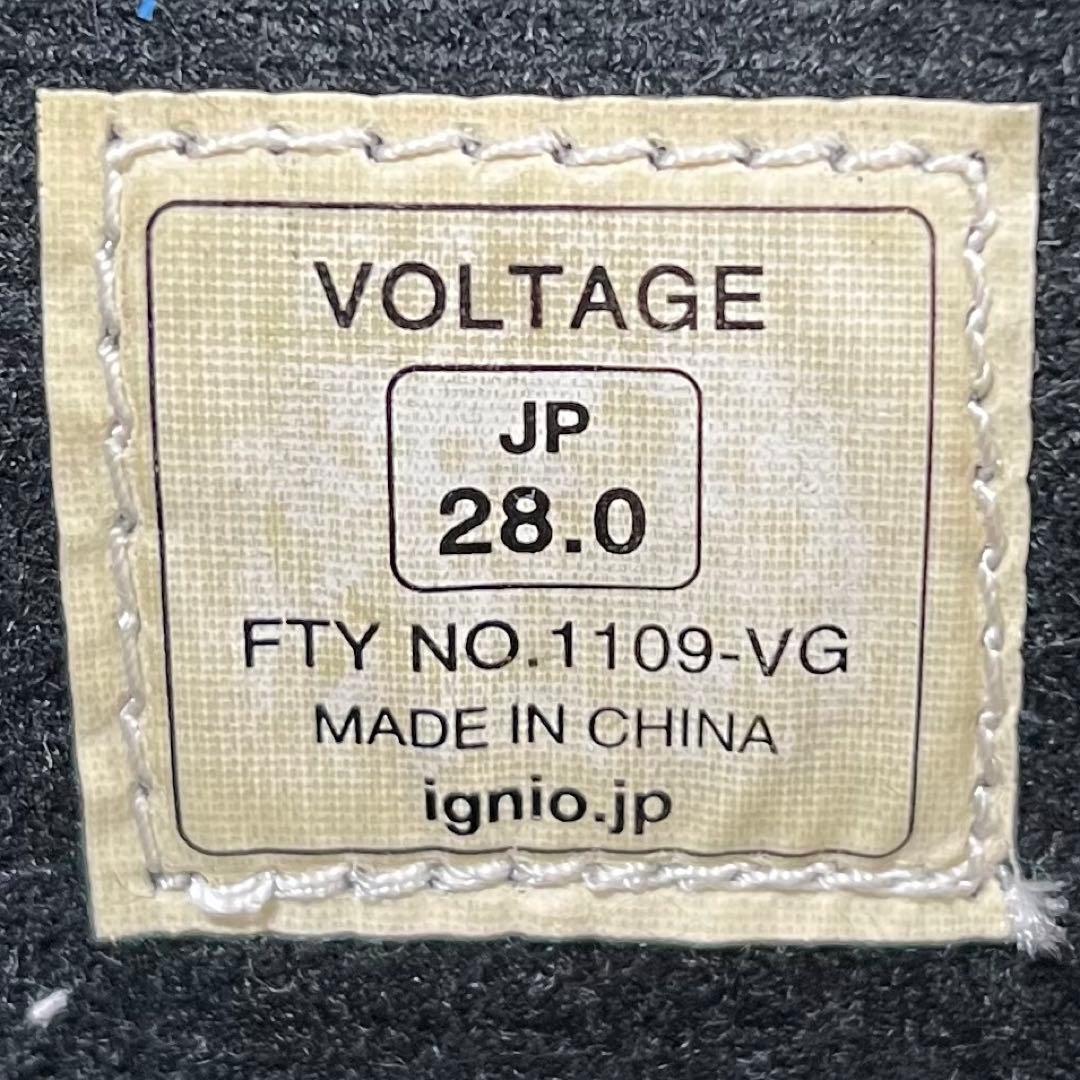 VOLTAGE
JP
28.0
FTY NO.1109-VG
MADE IN CHINA
ignio.jp